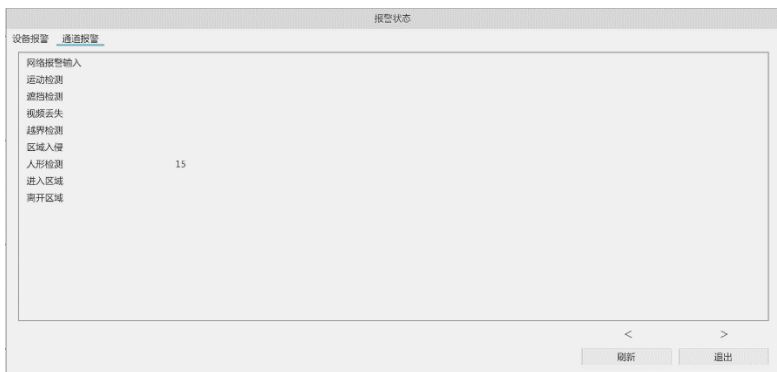 报警状态
设备报警 通道报警
网络报警输入
运动检测
遮挡检测
视频丢失
越界检测
区域入侵
人形检测 15
进入区域
离开区域
< >
刷新 退出